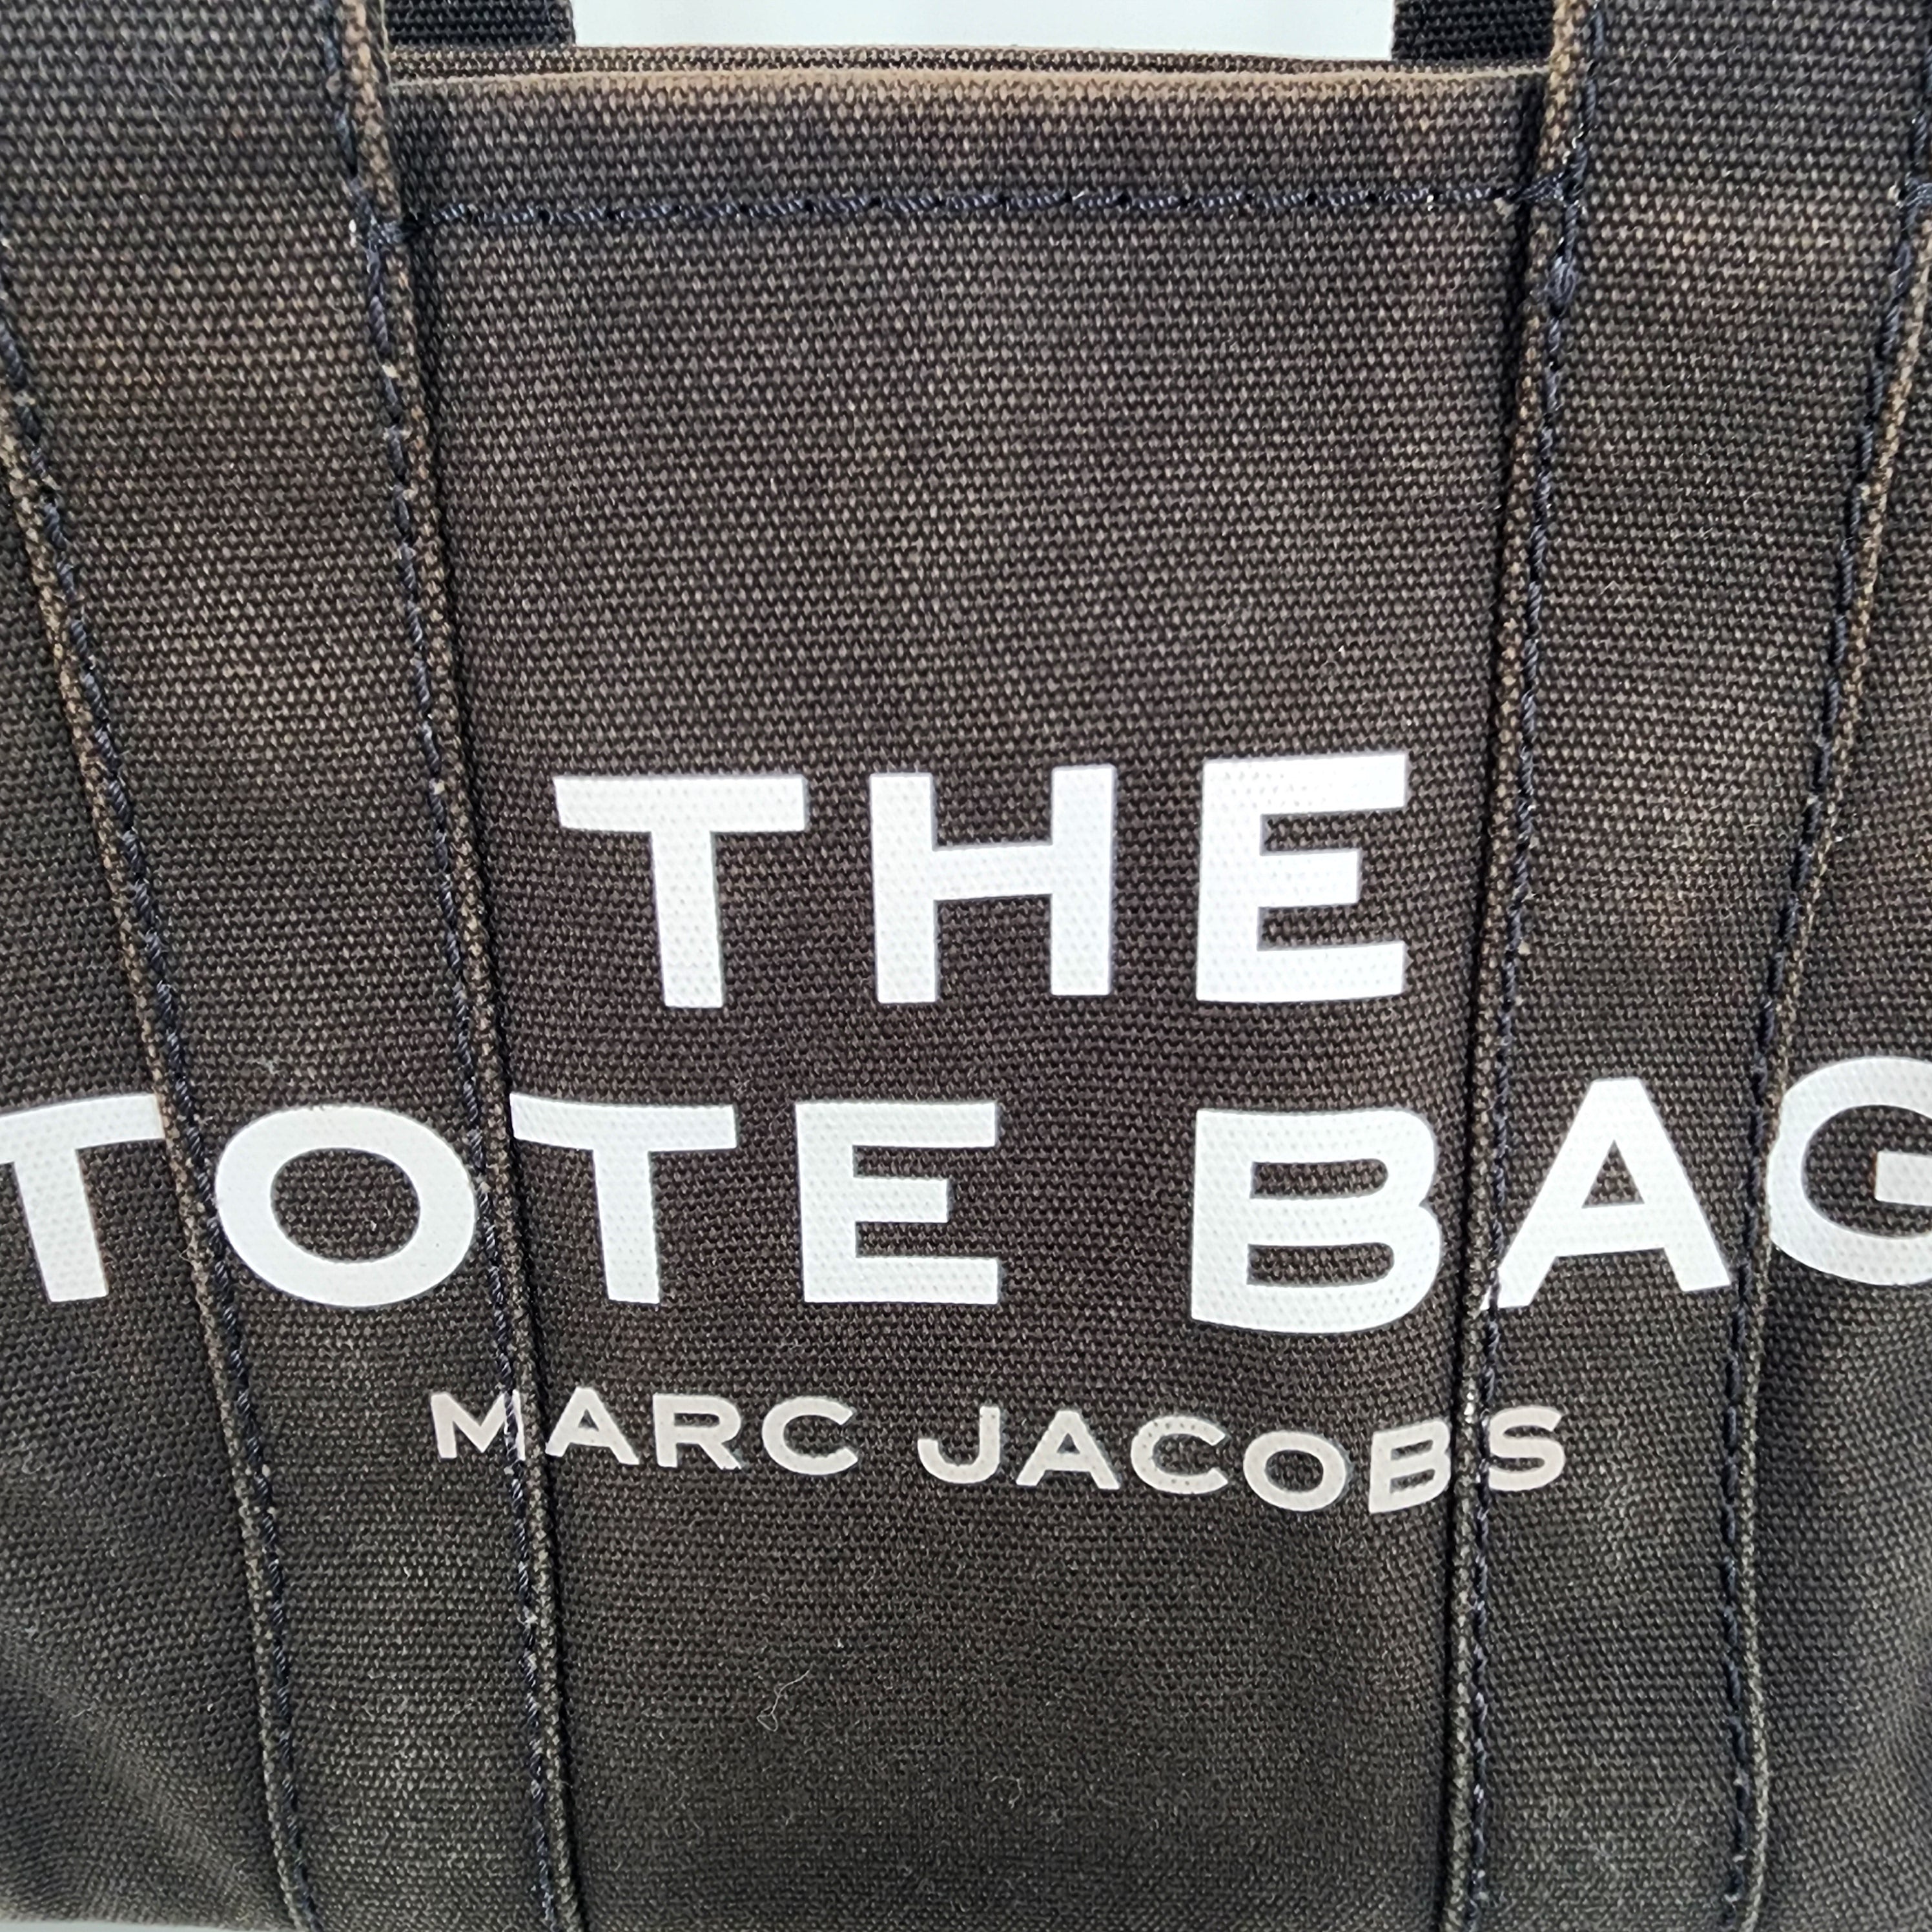 THE
TOTE BAG
MARC JACOBS